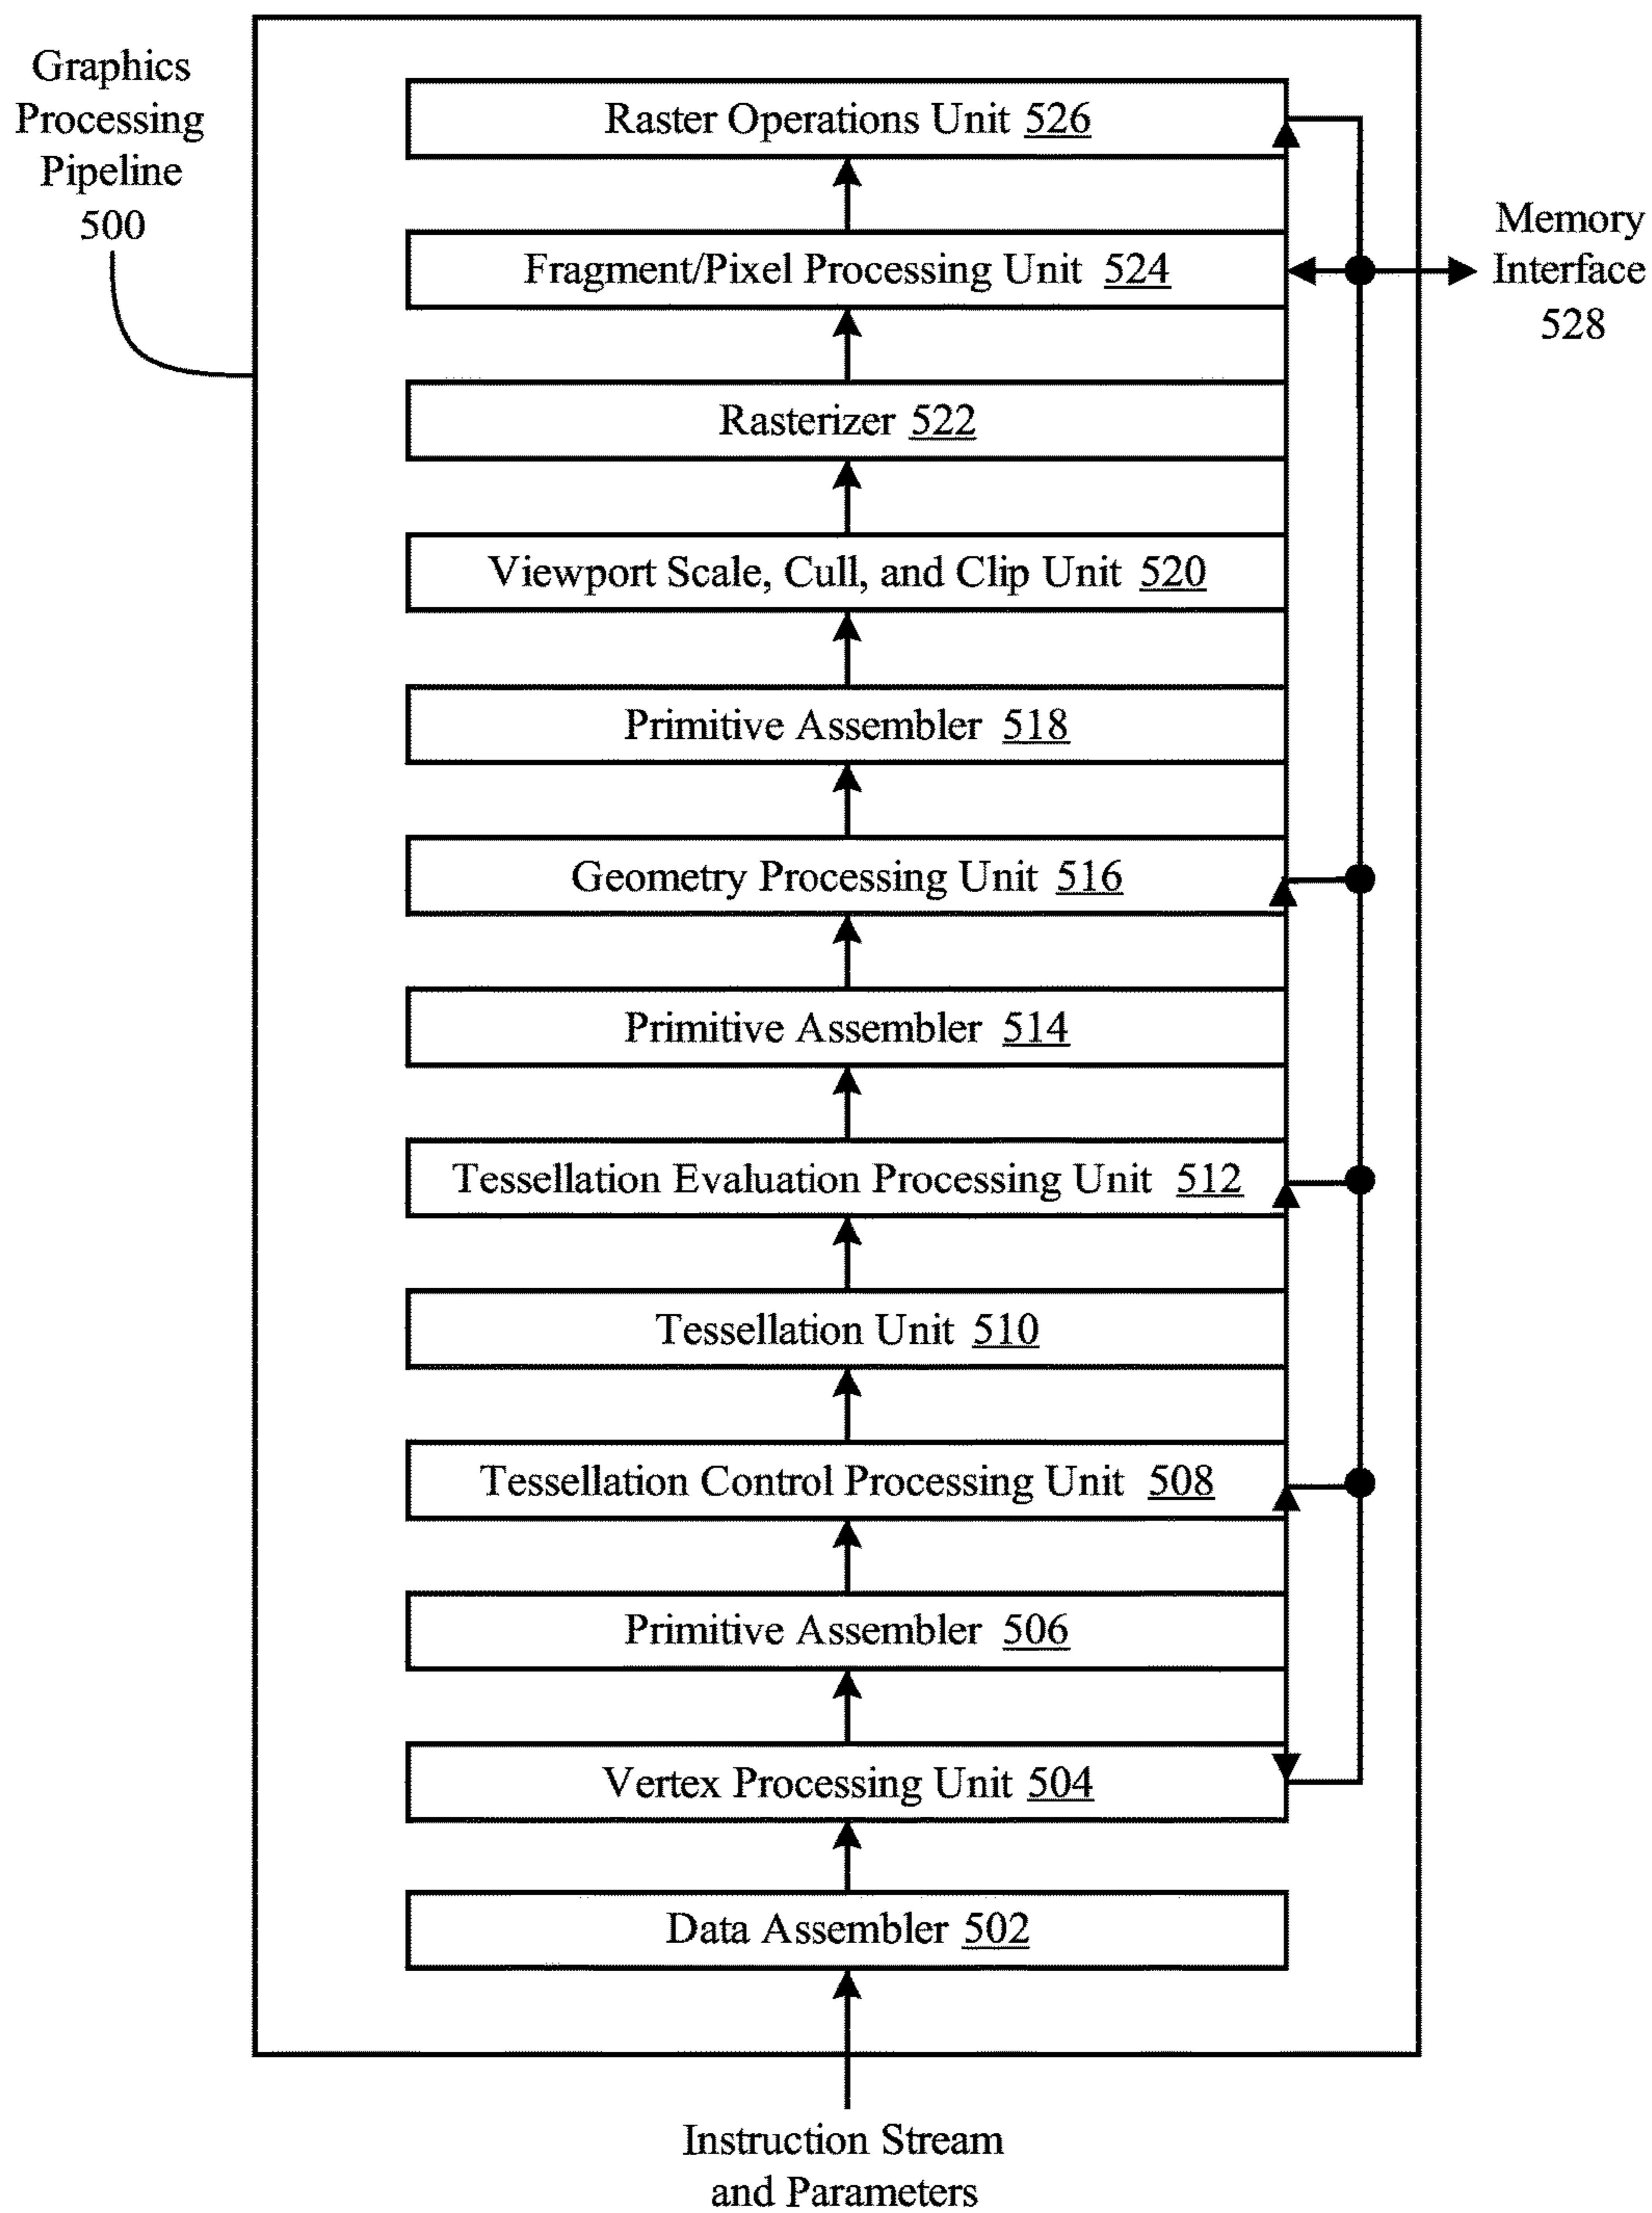 Graphics
Processing
Pipeline
500
Raster Operations Unit 526
Fragment/Pixel Processing Unit 524
Memory
Interface
528
Rasterizer 522
Viewport Scale, Cull, and Clip Unit 520
Primitive Assembler 518
Geometry Processing Unit 516
Primitive Assembler 514
Tessellation Evaluation Processing Unit 512
Tessellation Unit 510
Tessellation Control Processing Unit 508
Primitive Assembler 506
Vertex Processing Unit 504
Data Assembler 502
Instruction Stream
and Parameters